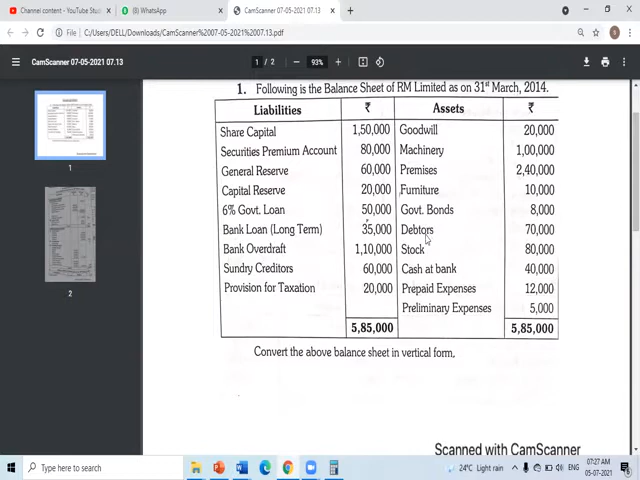 Channel content - YouTube Stud
WhatsApp
CamScanner 07-05-2021 07.13
File | C:/Users/DELL/Downloads/CamScanner%2007-05-2021%2007.13.pdf
CamScanner 07-05-2021 07.13
1 / 2
93%
1
2
1. Following is the Balance Sheet of RM Limited as on 31st March, 2014.
Liabilities ₹ Assets ₹
Share Capital 1,50,000 Goodwill 20,000
Securities Premium Account 80,000 Machinery 1,00,000
General Reserve 60,000 Premises 2,40,000
Capital Reserve 20,000 Furniture 10,000
6% Govt. Loan 50,000 Govt. Bonds 8,000
Bank Loan (Long Term) 35,000 Debtors 70,000
Bank Overdraft 1,10,000 Stock 80,000
Sundry Creditors 60,000 Cash at bank 40,000
Provision for Taxation 20,000 Prepaid Expenses 12,000
Preliminary Expenses 5,000
5,85,000 5,85,000
Convert the above balance sheet in vertical form.
Scanned with CamScanner
Type here to search
24°C Light rain
ENG
07:27 AM
05-07-2021